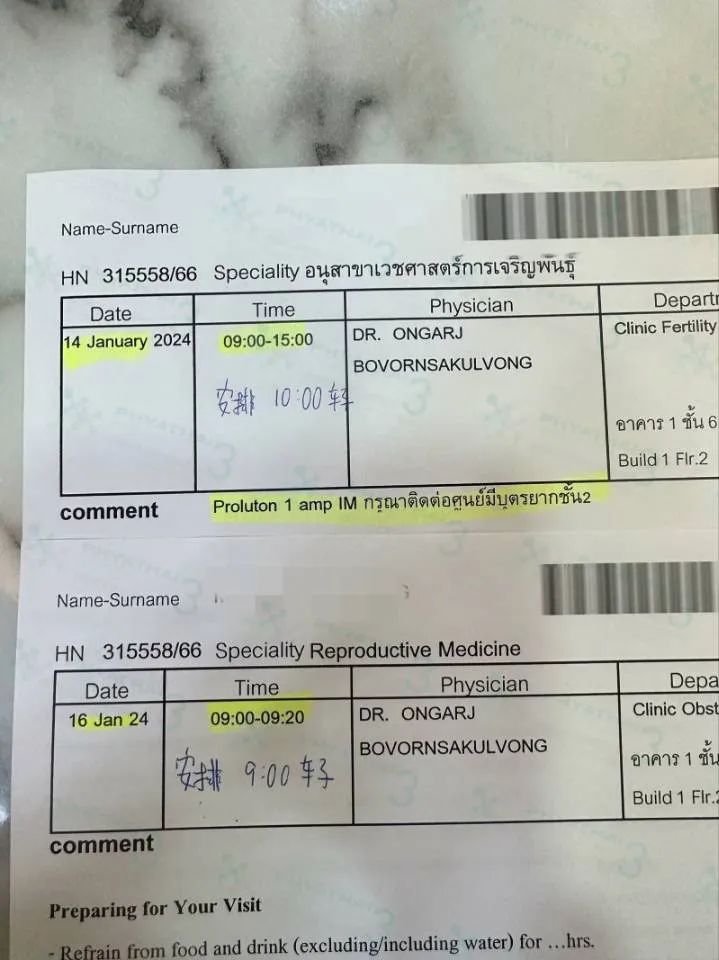 Name-Surname
HN 315558/66 Speciality อนุสาขาเวชศาสตร์การเจริญพันธุ์
Date Time Physician Departm
14 January 2024 09:00-15:00 DR. ONGARJ Clinic Fertility
BOVORNSAKULVONG
安排 10:00 车子
อาคาร 1 ชั้น 6
Build 1 Flr.2
comment Proluton 1 amp IM กรุณาติดต่อศูนย์มีบุตรยากชั้น2
Name-Surname
HN 315558/66 Speciality Reproductive Medicine
Date Time Physician Depa
16 Jan 24 09:00-09:20 DR. ONGARJ Clinic Obst
BOVORNSAKULVONG
อาคาร 1 ชั้น
安排 9:00 车子
Build 1 Flr.2
comment
Preparing for Your Visit
- Refrain from food and drink (excluding/including water) for ...hrs.